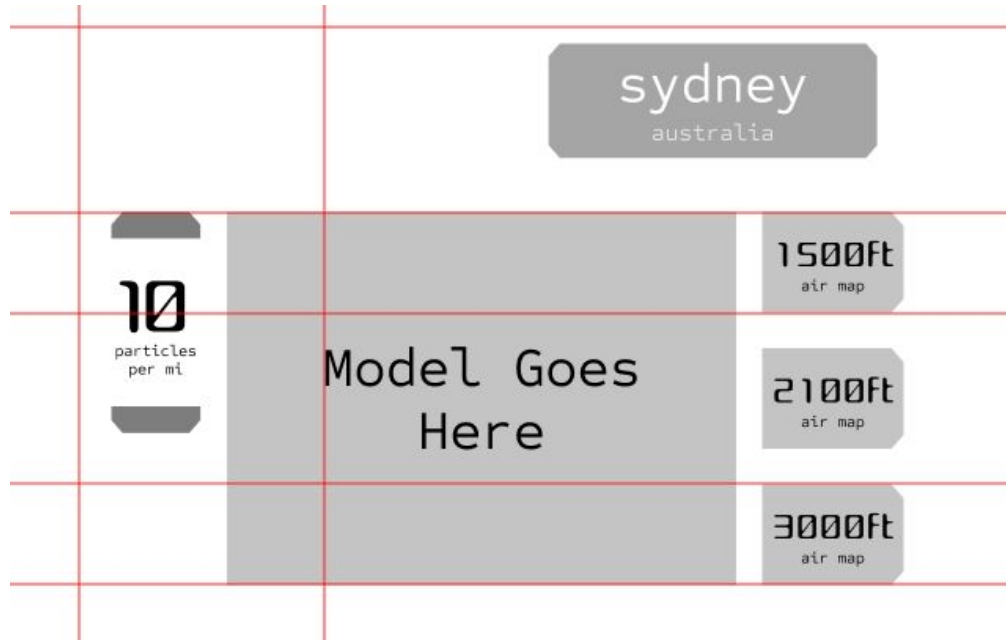 sydney
australia
10
particles
per mi
Model Goes
Here
1500ft
air map
2100ft
air map
3000ft
air map